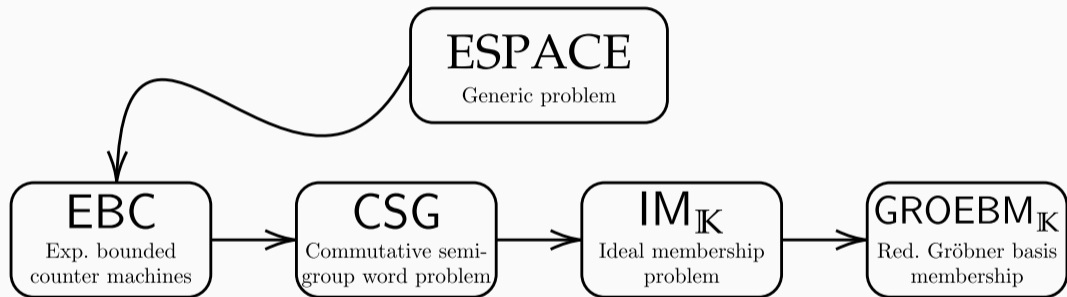 ESPACE
Generic problem
EBC
Exp. bounded
counter machines
CSG
Commutative semi-
group word problem
IM𝕂
Ideal membership
problem
GROEBM𝕂
Red. Gröbner basis
membership